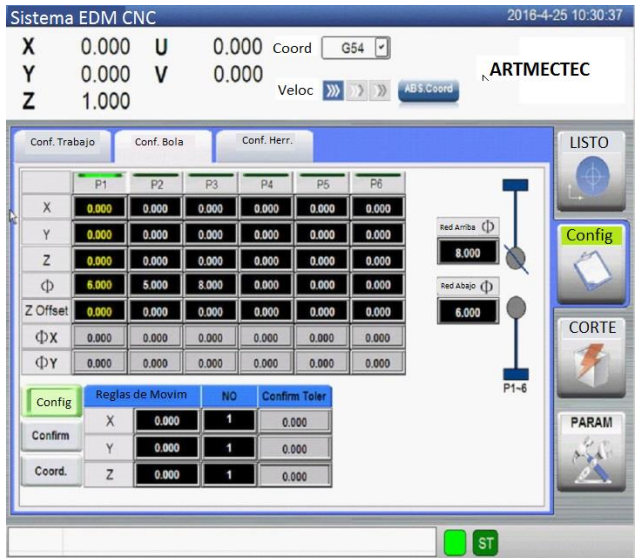 Sistema EDM CNC 2016-4-25 10:30:37
X 0.000 U 0.000 Coord G54
Y 0.000 V 0.000
Z 1.000 Veloc ABS.Coord
ARTMECTEC
Conf. Trabajo Conf. Bola Conf. Herr.
P1 P2 P3 P4 P5 P6
X 0.000 0.000 0.000 0.000 0.000 0.000
Y 0.000 0.000 0.000 0.000 0.000 0.000
Z 0.000 0.000 0.000 0.000 0.000 0.000
Φ 6.000 5.000 8.000 0.000 0.000 0.000
Z Offset 0.000 0.000 0.000 0.000 0.000 0.000
ΦX 0.000 0.000 0.000 0.000 0.000 0.000
ΦY 0.000 0.000 0.000 0.000 0.000 0.000
Red Arriba Φ
8.000
Red Abajo Φ
6.000
P1~6
Config
Confirm
Coord.
Reglas de Movim NO Confirm Toler
X 0.000 1 0.000
Y 0.000 1 0.000
Z 0.000 1 0.000
LISTO
Config
CORTE
PARAM
ST